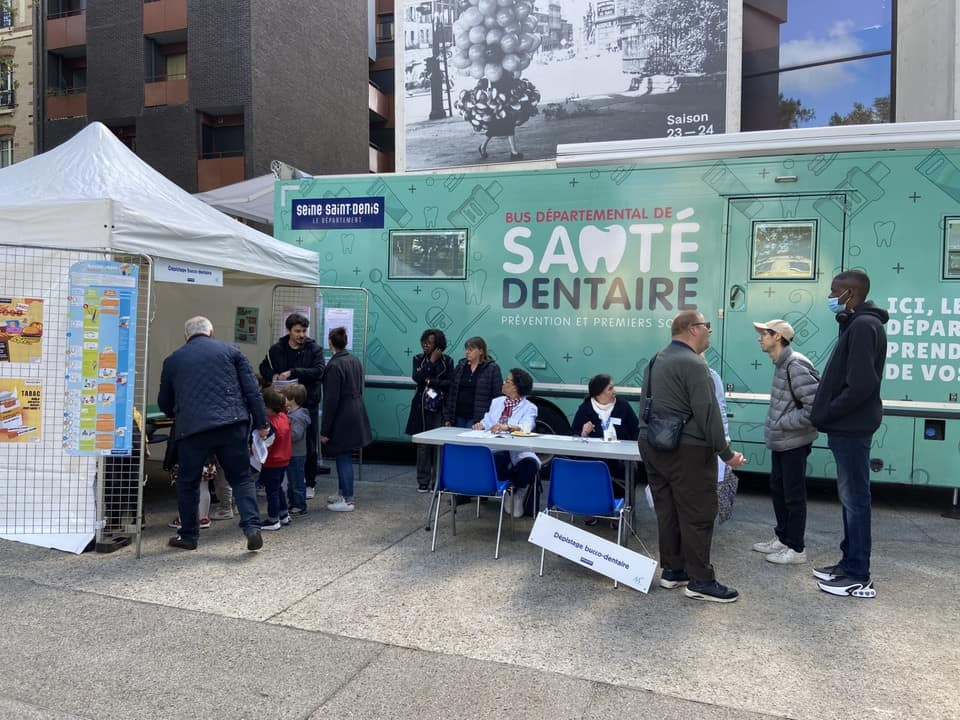 Saison
23–24
SEINE-SAINT-DENIS
LE DÉPARTEMENT
BUS DÉPARTEMENTAL DE
SANTÉ
DENTAIRE
PRÉVENTION ET PREMIERS
ICI, LE
DÉPAR
PREND
DE VOS
Dépistage bucco-dentaire
TABAC
Dépistage bucco-dentaire